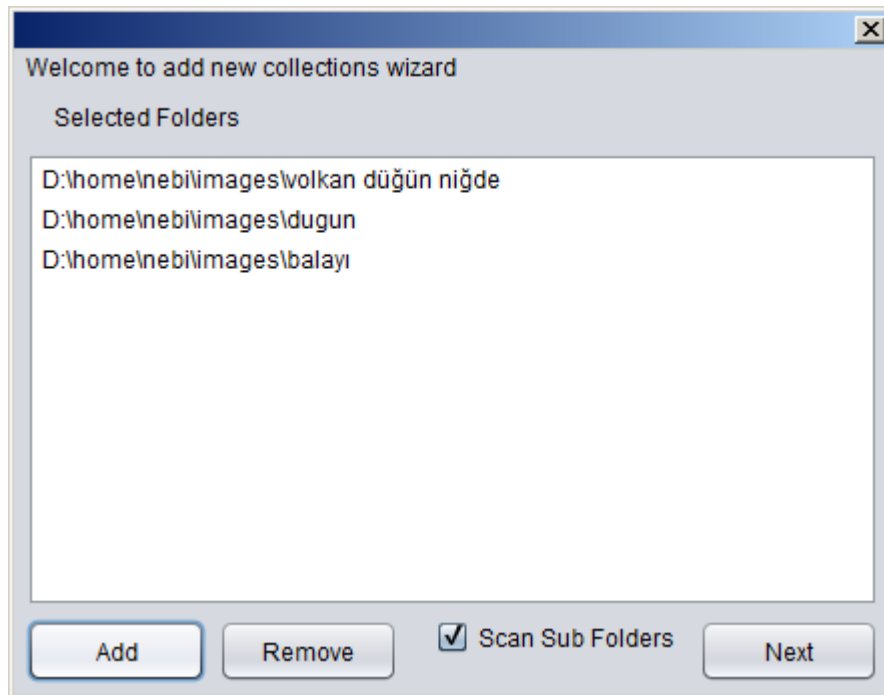 Welcome to add new collections wizard
Selected Folders
D:\home\nebi\images\volkan düğün niğde
D:\home\nebi\images\dugun
D:\home\nebi\images\balayı
Add Remove Scan Sub Folders Next